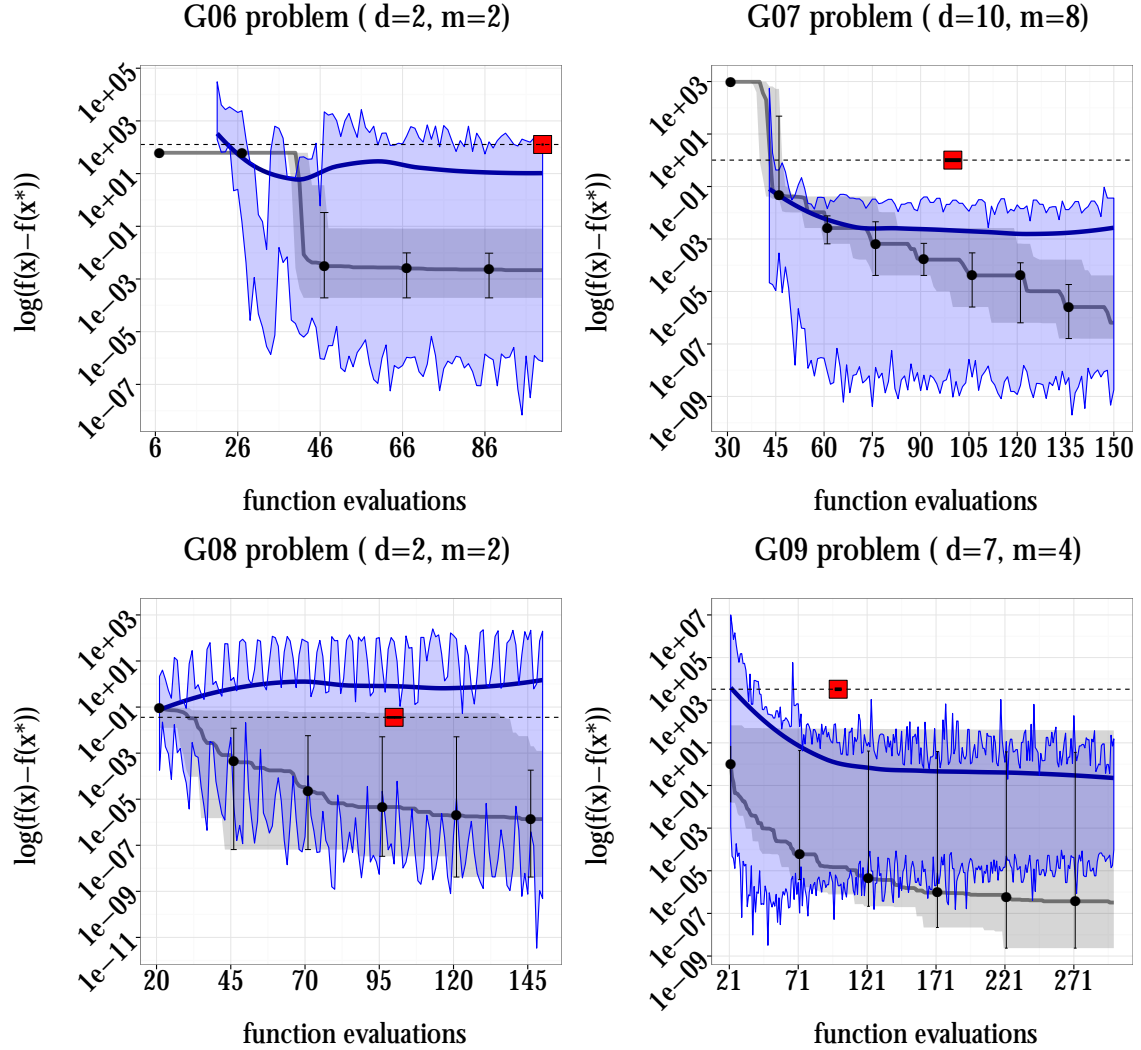 G06 problem ( d=2, m=2)
log(f(x)−f(x*))
1e+05
1e+03
1e+01
1e−01
1e−03
1e−05
1e−07
6 26 46 66 86
function evaluations
G07 problem ( d=10, m=8)
log(f(x)−f(x*))
1e+03
1e+01
1e−01
1e−03
1e−05
1e−07
1e−09
30 45 60 75 90 105 120 135 150
function evaluations
G08 problem ( d=2, m=2)
log(f(x)−f(x*))
1e+03
1e+01
1e−01
1e−03
1e−05
1e−07
1e−09
1e−11
20 45 70 95 120 145
function evaluations
G09 problem ( d=7, m=4)
log(f(x)−f(x*))
1e+07
1e+05
1e+03
1e+01
1e−01
1e−03
1e−05
1e−07
1e−09
21 71 121 171 221 271
function evaluations